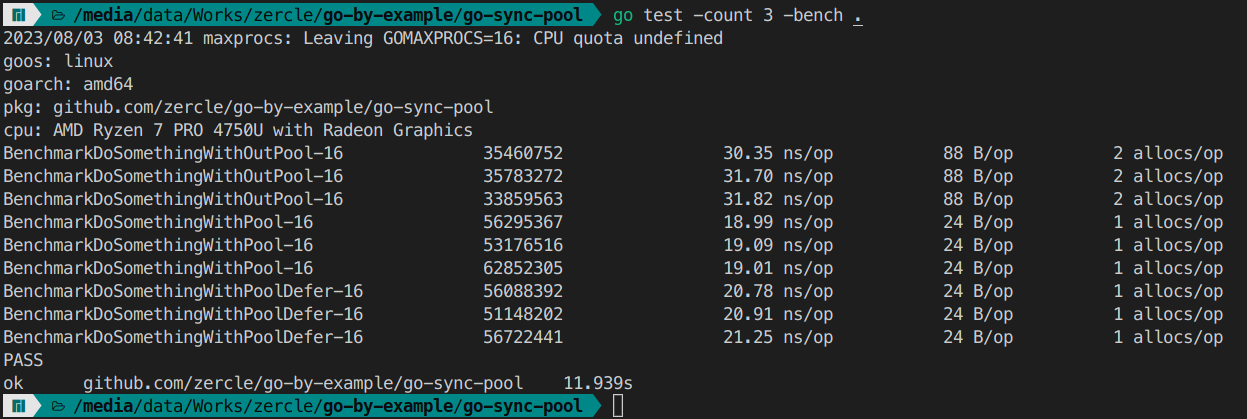 /media/data/Works/zercle/go-by-example/go-sync-pool go test -count 3 -bench .
2023/08/03 08:42:41 maxprocs: Leaving GOMAXPROCS=16: CPU quota undefined
goos: linux
goarch: amd64
pkg: github.com/zercle/go-by-example/go-sync-pool
cpu: AMD Ryzen 7 PRO 4750U with Radeon Graphics
BenchmarkDoSomethingWithOutPool-16 35460752 30.35 ns/op 88 B/op 2 allocs/op
BenchmarkDoSomethingWithOutPool-16 35783272 31.70 ns/op 88 B/op 2 allocs/op
BenchmarkDoSomethingWithOutPool-16 33859563 31.82 ns/op 88 B/op 2 allocs/op
BenchmarkDoSomethingWithPool-16 56295367 18.99 ns/op 24 B/op 1 allocs/op
BenchmarkDoSomethingWithPool-16 53176516 19.09 ns/op 24 B/op 1 allocs/op
BenchmarkDoSomethingWithPool-16 62852305 19.01 ns/op 24 B/op 1 allocs/op
BenchmarkDoSomethingWithPoolDefer-16 56088392 20.78 ns/op 24 B/op 1 allocs/op
BenchmarkDoSomethingWithPoolDefer-16 51148202 20.91 ns/op 24 B/op 1 allocs/op
BenchmarkDoSomethingWithPoolDefer-16 56722441 21.25 ns/op 24 B/op 1 allocs/op
PASS
ok github.com/zercle/go-by-example/go-sync-pool 11.939s
/media/data/Works/zercle/go-by-example/go-sync-pool